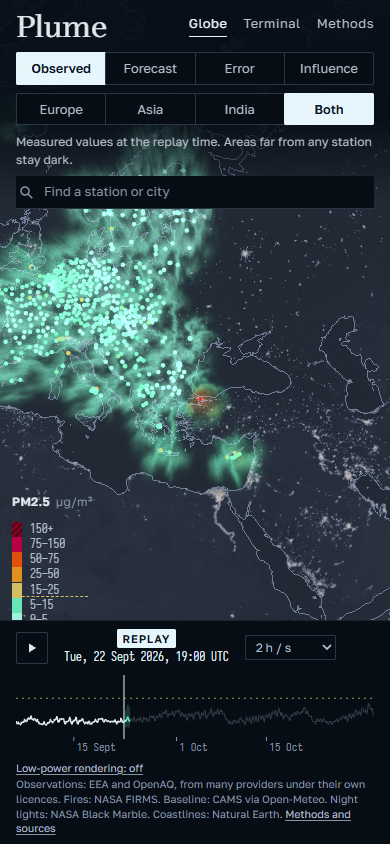 Plume
Globe Terminal Methods
Observed Forecast Error Influence
Europe Asia India Both
Measured values at the replay time. Areas far from any station
stay dark.
Find a station or city
PM2.5 µg/m³
150+
75–150
50–75
25–50
15–25
5–15
0–5
REPLAY
Tue, 22 Sept 2026, 19:00 UTC
2 h / s
15 Sept 1 Oct 15 Oct
Low-power rendering: off
Observations: EEA and OpenAQ, from many providers under their own
licences. Fires: NASA FIRMS. Baseline: CAMS via Open-Meteo. Night
lights: NASA Black Marble. Coastlines: Natural Earth. Methods and
sources